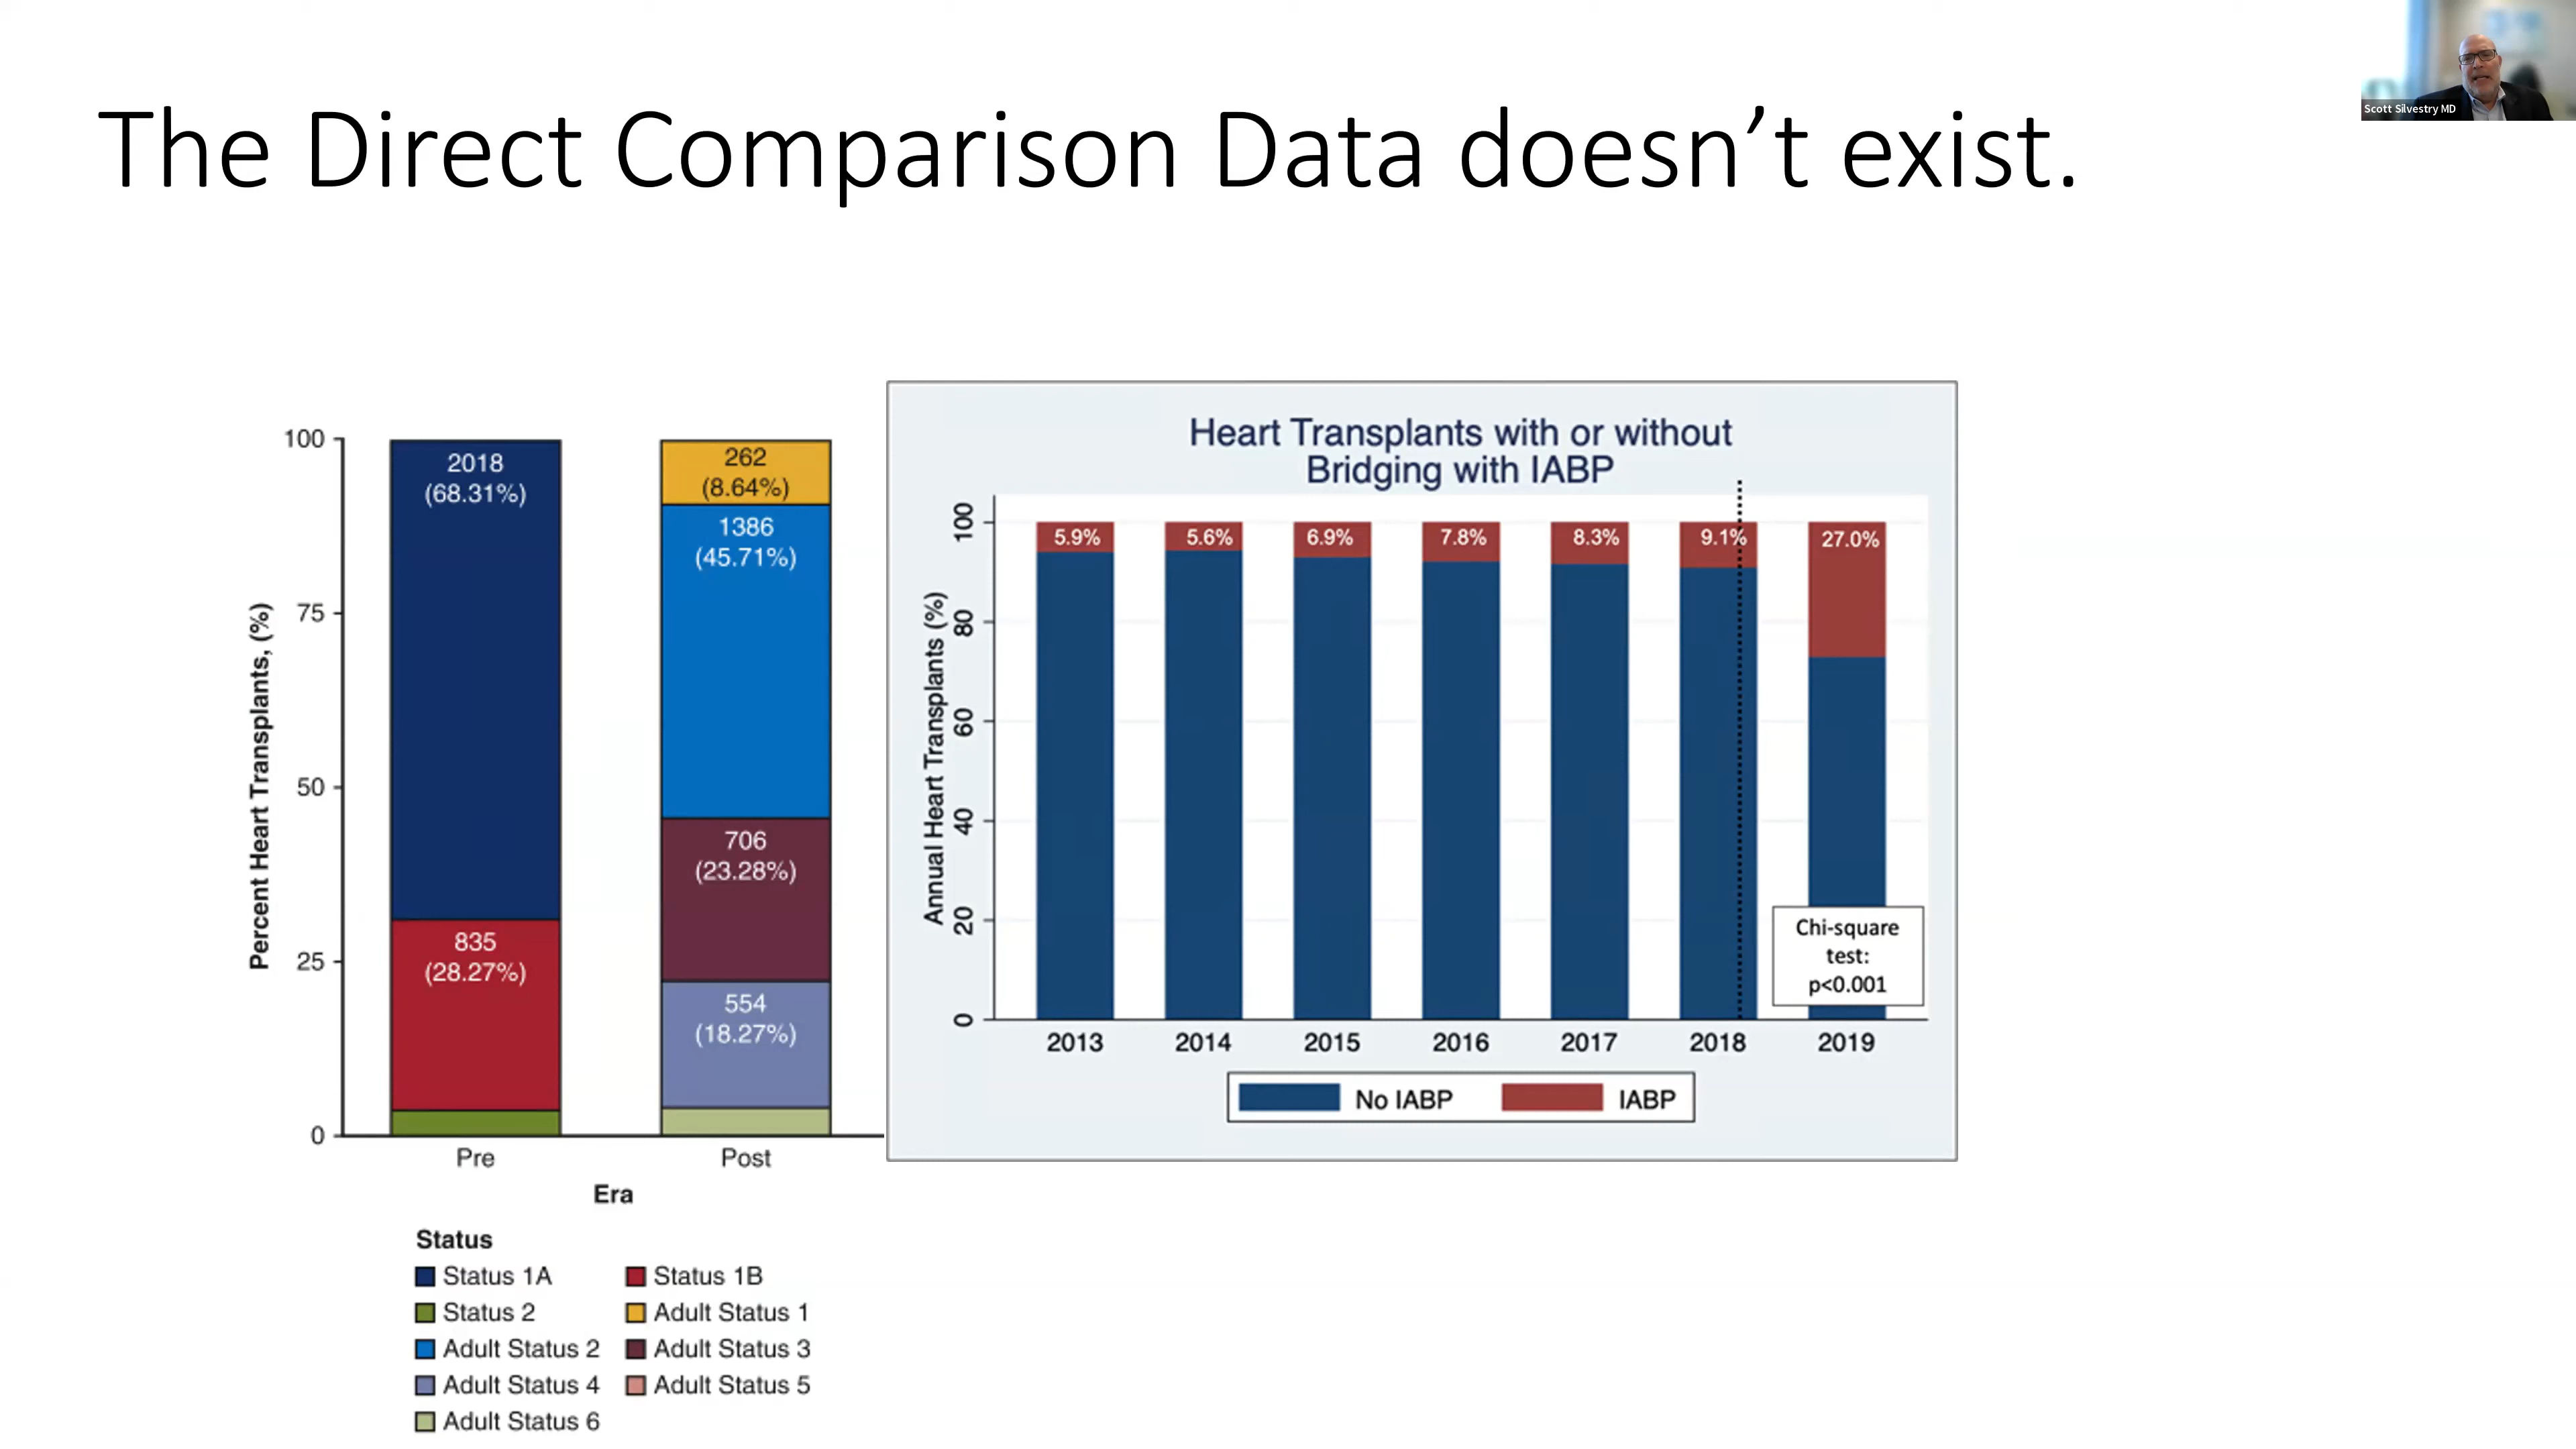 Scott Silvestry MD
The Direct Comparison Data doesn’t exist.
Percent Heart Transplants, (%)
100
75
50
25
0
2018
(68.31%)
835
(28.27%)
262
(8.64%)
1386
(45.71%)
706
(23.28%)
554
(18.27%)
Pre
Post
Era
Status
Status 1A
Status 1B
Status 2
Adult Status 1
Adult Status 2
Adult Status 3
Adult Status 4
Adult Status 5
Adult Status 6
Heart Transplants with or without
Bridging with IABP
Annual Heart Transplants (%)
100
80
60
40
20
0
5.9%
5.6%
6.9%
7.8%
8.3%
9.1%
27.0%
Chi-square
test:
p<0.001
2013
2014
2015
2016
2017
2018
2019
No IABP
IABP